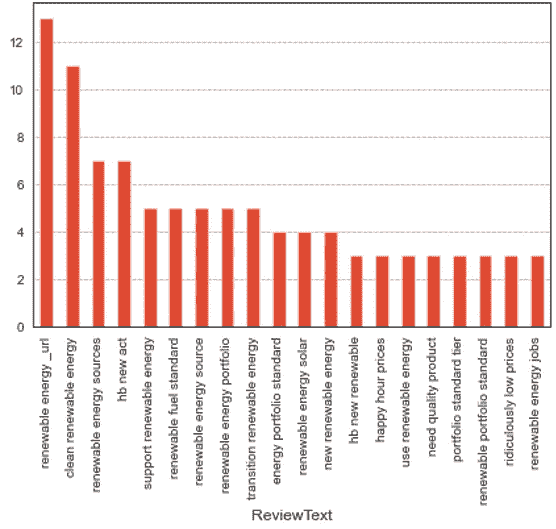 12
10
8
6
4
2
0
renewable energy _url
clean renewable energy
renewable energy sources
hb new act
support renewable energy
renewable fuel standard
renewable energy source
renewable energy portfolio
transition renewable energy
energy portfolio standard
renewable energy solar
new renewable energy
hb new renewable
happy hour prices
use renewable energy
need quality product
portfolio standard tier
renewable portfolio standard
ridiculously low prices
renewable energy jobs
ReviewText